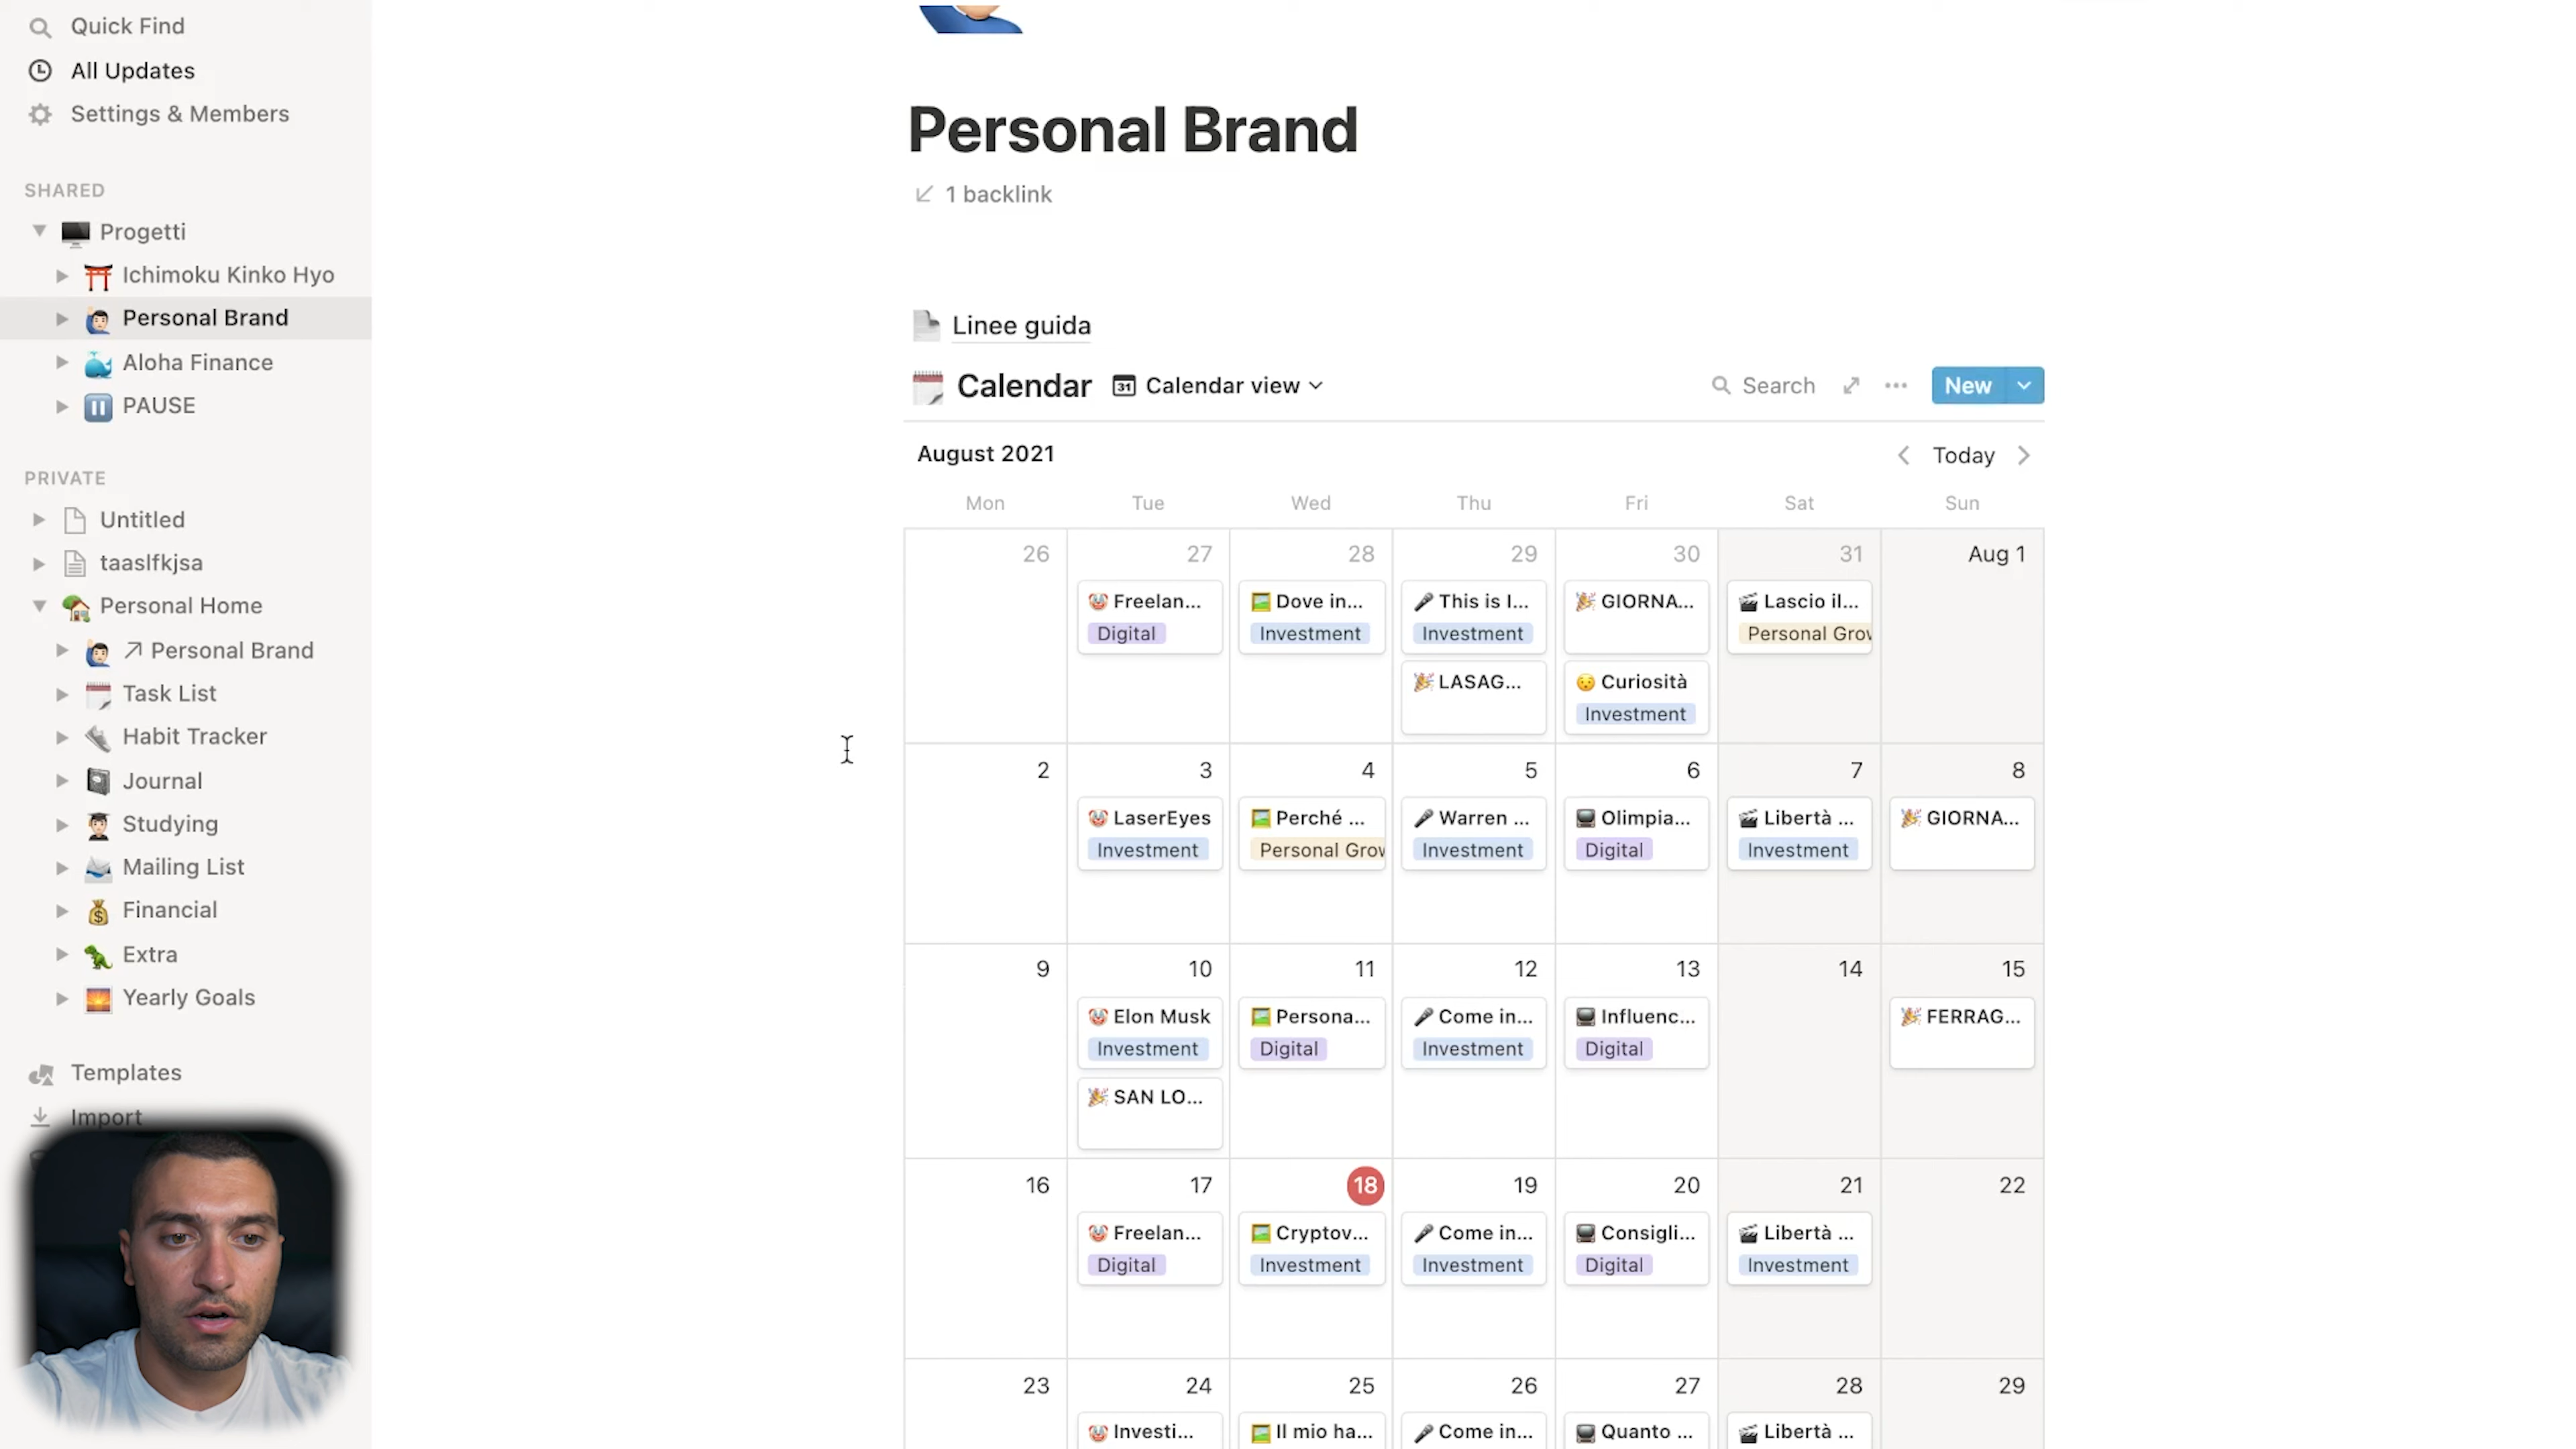 Quick Find
All Updates
Settings & Members
SHARED
Progetti
Ichimoku Kinko Hyo
Personal Brand
Aloha Finance
PAUSE
PRIVATE
Untitled
taaslfkjsa
Personal Home
Personal Brand
Task List
Habit Tracker
Journal
Studying
Mailing List
Financial
Extra
Yearly Goals
Templates
Import
Personal Brand
1 backlink
Linee guida
Calendar Calendar view Search New
August 2021 Today
Mon Tue Wed Thu Fri Sat Sun
26 27 28 29 30 31 Aug 1
Freelan... Dove in... This is I... GIORNA... Lascio il...
Digital Investment Investment Personal Grow
LASAG... Curiosità
Investment
2 3 4 5 6 7 8
LaserEyes Perché ... Warren ... Olimpia... Libertà ... GIORNA...
Investment Personal Grow Investment Digital Investment
9 10 11 12 13 14 15
Elon Musk Persona... Come in... Influenc... FERRAG...
Investment Digital Investment Digital
SAN LO...
16 17 18 19 20 21 22
Freelan... Cryptov... Come in... Consigli... Libertà ...
Digital Investment Investment Digital Investment
23 24 25 26 27 28 29
Investi... Il mio ha... Come in... Quanto ... Libertà ...